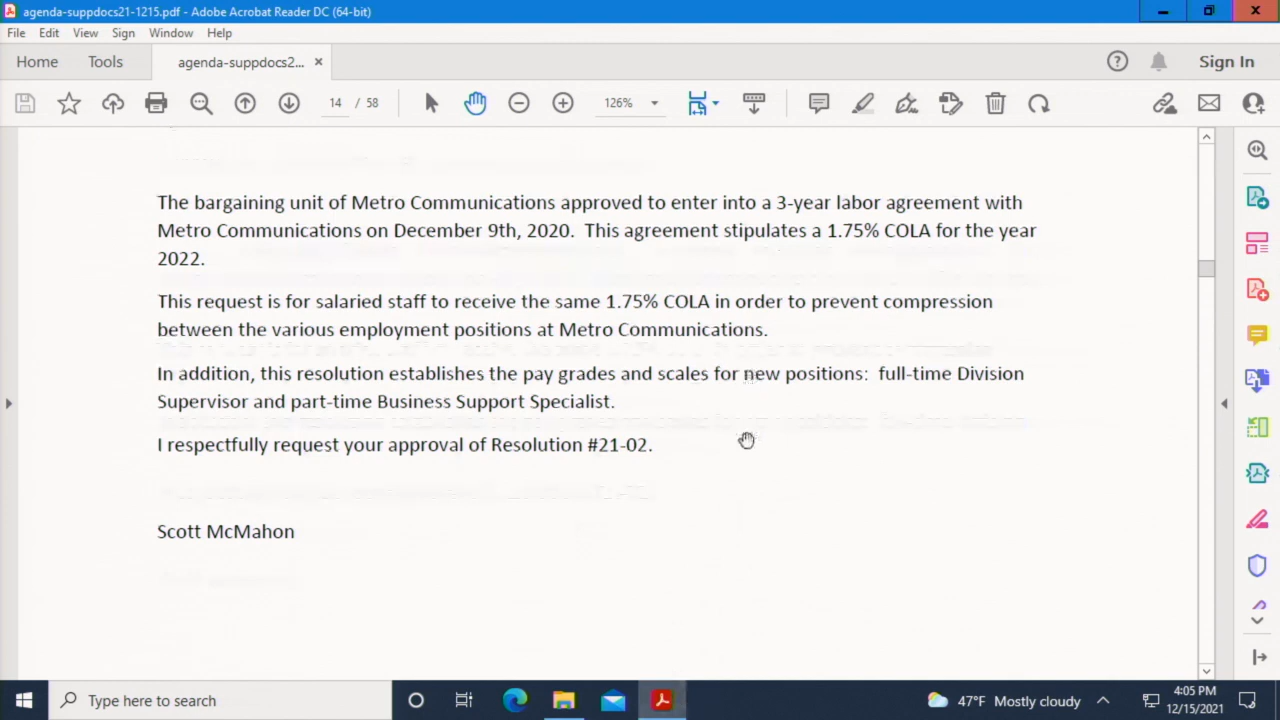 agenda-suppdocs21-1215.pdf - Adobe Acrobat Reader DC (64-bit)
File Edit View Sign Window Help
Home Tools agenda-suppdocs2... × Sign In
14 / 58 126%
The bargaining unit of Metro Communications approved to enter into a 3-year labor agreement with
Metro Communications on December 9th, 2020. This agreement stipulates a 1.75% COLA for the year
2022.
This request is for salaried staff to receive the same 1.75% COLA in order to prevent compression
between the various employment positions at Metro Communications.
In addition, this resolution establishes the pay grades and scales for new positions: full-time Division
Supervisor and part-time Business Support Specialist.
I respectfully request your approval of Resolution #21-02.
Scott McMahon
Type here to search
47°F Mostly cloudy
4:05 PM
12/15/2021